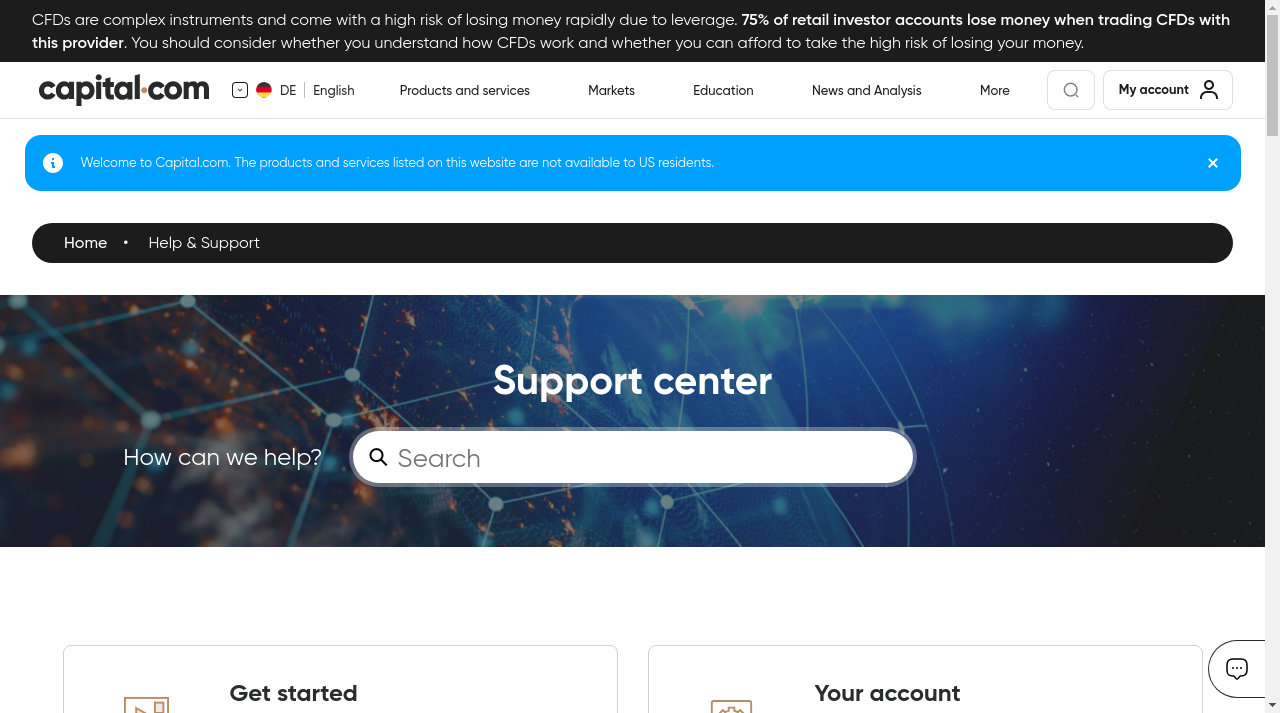 CFDs are complex instruments and come with a high risk of losing money rapidly due to leverage. 75% of retail investor accounts lose money when trading CFDs with
this provider. You should consider whether you understand how CFDs work and whether you can afford to take the high risk of losing your money.
capital.com DE English Products and services Markets Education News and Analysis More My account
Welcome to Capital.com. The products and services listed on this website are not available to US residents.
Home • Help & Support
Support center
How can we help? Search
Get started Your account